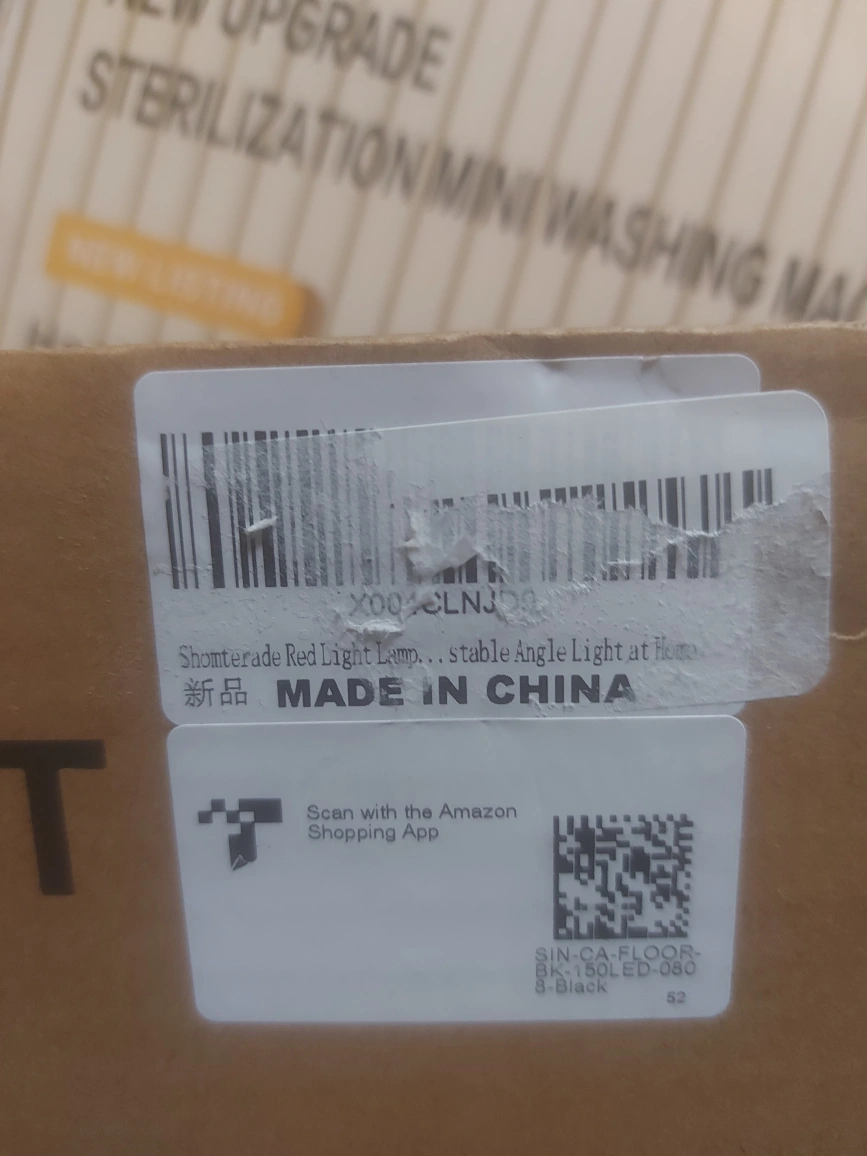 NEW UPGRADE
STERILIZATION MINI WASHING
NEW LISTING
Shomterade Red Light Lamp... stable Angle Light at Home
新品 MADE IN CHINA
T
Scan with the Amazon
Shopping App
SIN-CA-FLOOR-
BK-150LED-080
8-Black
52